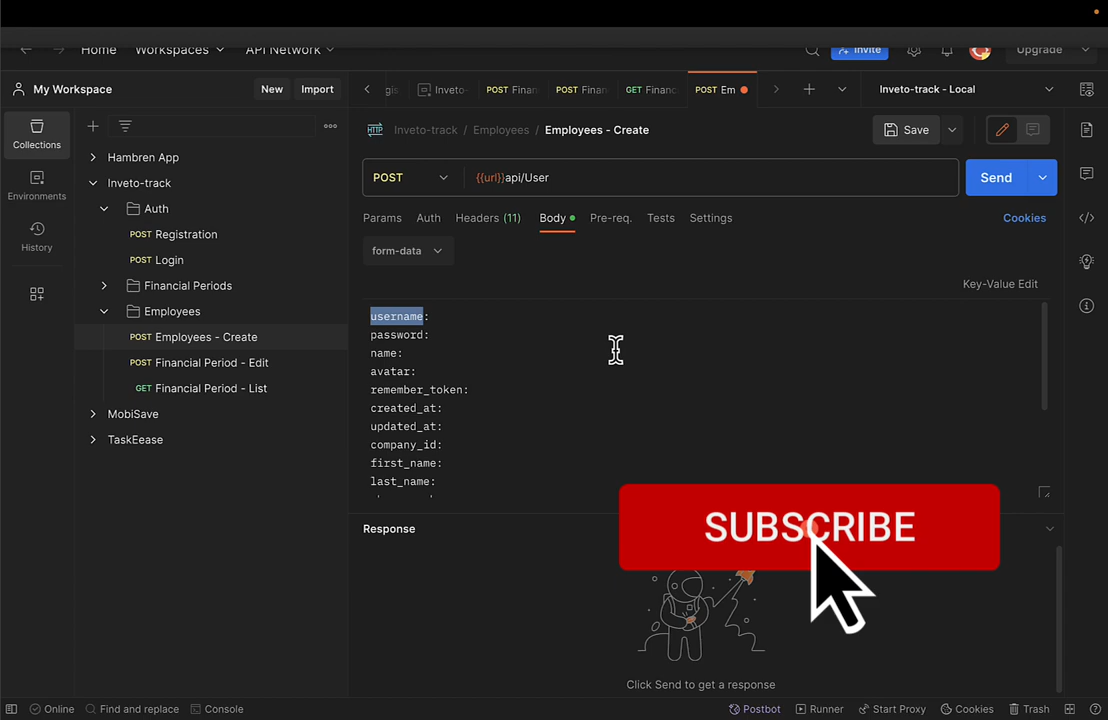 Home Workspaces API Network Invite Upgrade
My Workspace New Import gis Inveto- POST Finan POST Finan GET Financ POST Em Inveto-track - Local
Collections
Environments
History
Hambren App
Inveto-track
Auth
POST Registration
POST Login
Financial Periods
Employees
POST Employees - Create
POST Financial Period - Edit
GET Financial Period - List
MobiSave
TaskEease
HTTP Inveto-track / Employees / Employees - Create Save
POST {{url}}api/User Send
Params Auth Headers (11) Body Pre-req. Tests Settings Cookies
form-data
Key-Value Edit
username:
password:
name:
avatar:
remember_token:
created_at:
updated_at:
company_id:
first_name:
last_name:
SUBSCRIBE
Response
Click Send to get a response
Online Find and replace Console Postbot Runner Start Proxy Cookies Trash